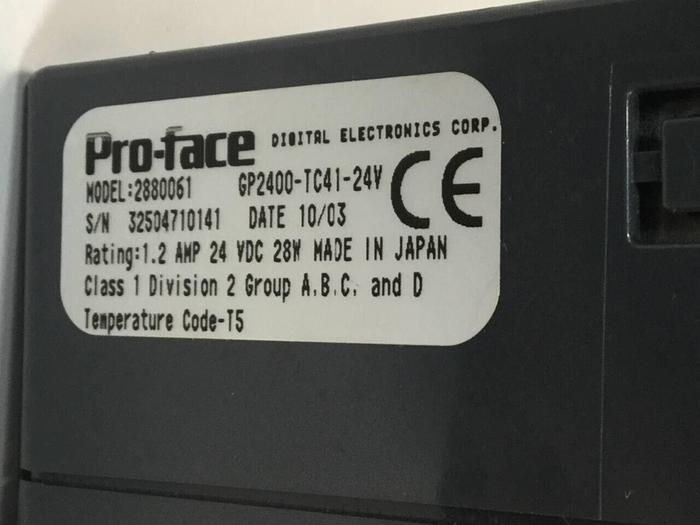 Pro-face DIGITAL ELECTRONICS CORP.
MODEL:2880061 GP2400-TC41-24V CE
S/N 32504710141 DATE 10/03
Rating:1.2 AMP 24 VDC 28W MADE IN JAPAN
Class 1 Division 2 Group A.B.C. and D
Temperature Code-T5